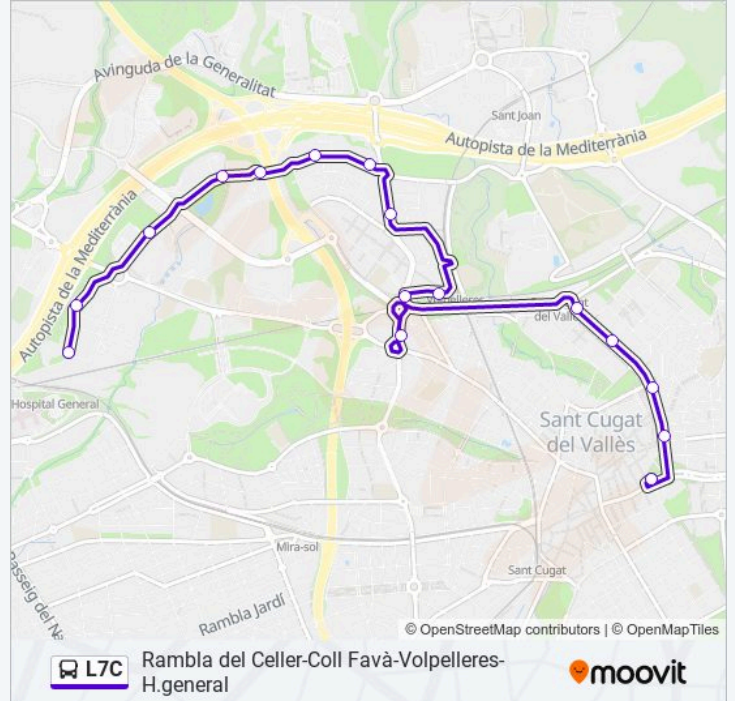 Avinguda de la Generalitat
Sant Joan
Autopista de la Mediterrània
Autopista de la Mediterrània
Volpelleres
del Vallès
Hospital General
Sant Cugat
del Vallès
Mira-sol
Sant Cugat
Rambla Jardí
Passeig del
© OpenStreetMap contributors | © OpenMapTiles
L7C
Rambla del Celler-Coll Favà-Volpelleres-
H.general
moovit